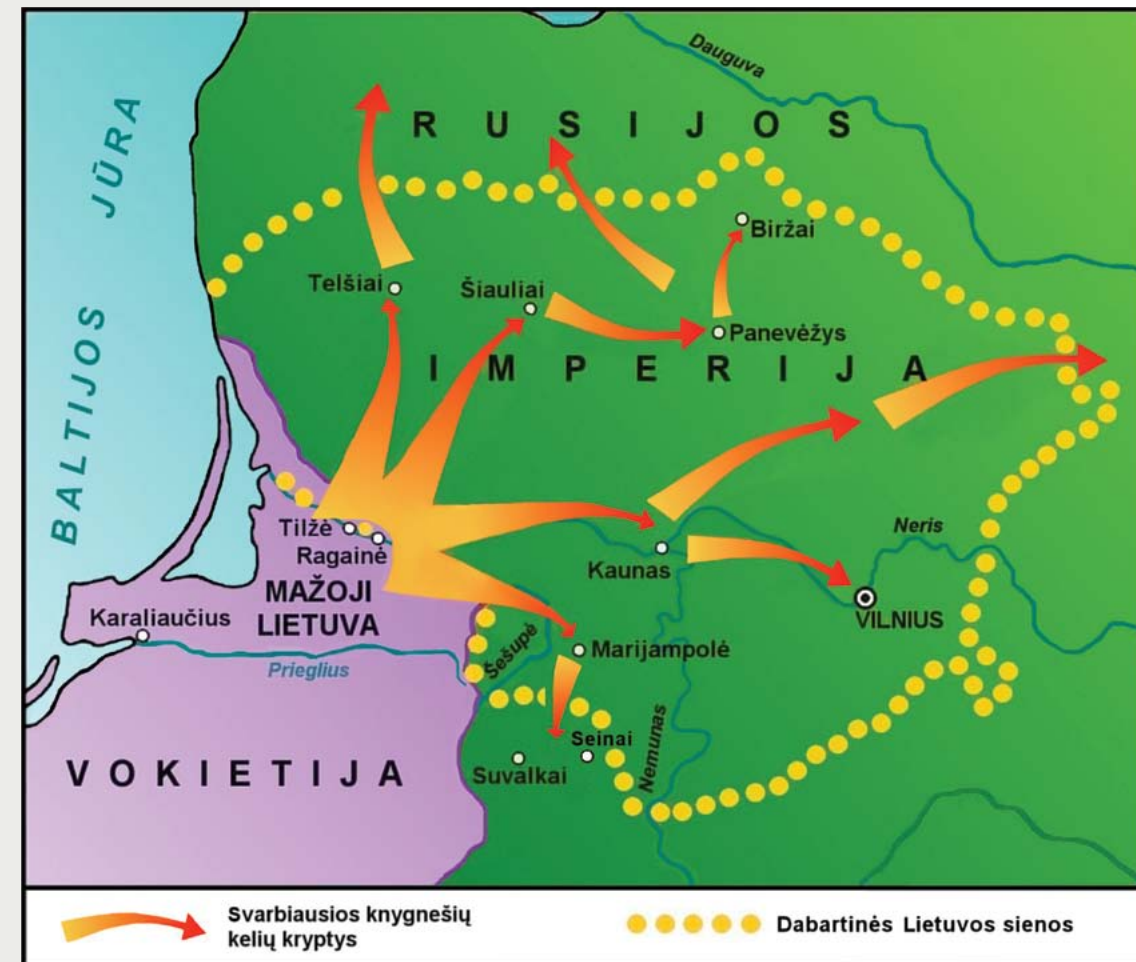 Dauguva
RUSIJOS
BALTIJOS JŪRA
Biržai
Telšiai
Šiauliai
Panevėžys
IMPERIJA
Tilžė
Ragainė
Neris
Kaunas
MAŽOJI
LIETUVA
Karaliaučius
VILNIUS
Šešupė
Marijampolė
Prieglius
Nemunas
Seinai
Suvalkai
VOKIETIJA
Svarbiausios knygnešių
kelių kryptys
Dabartinės Lietuvos sienos